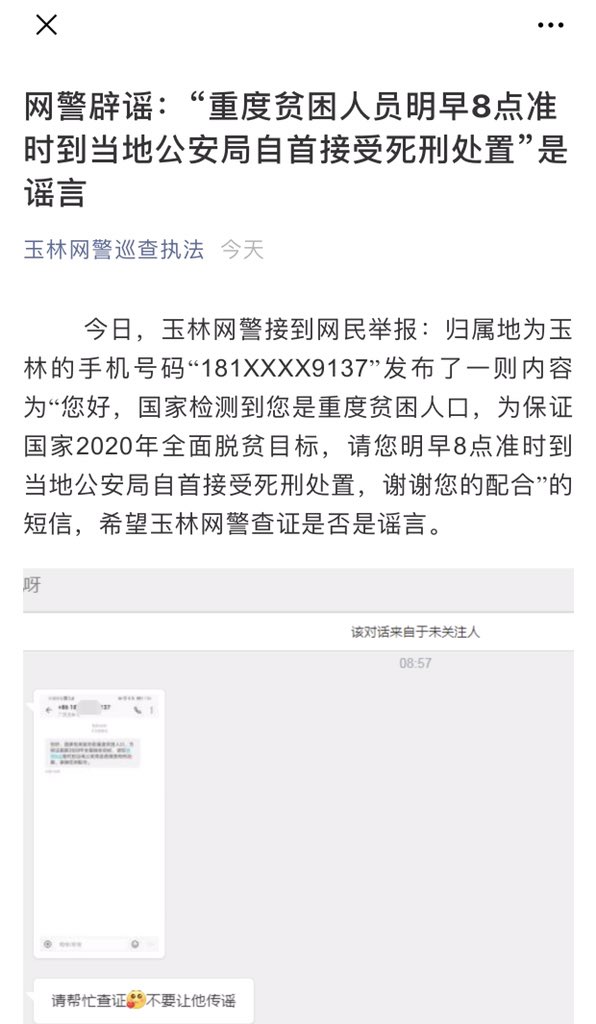 网警辟谣：“重度贫困人员明早8点准
时到当地公安局自首接受死刑处置”是
谣言
玉林网警巡查执法 今天
今日，玉林网警接到网民举报：归属地为玉
林的手机号码“181XXXX9137”发布了一则内容
为“您好，国家检测到您是重度贫困人口，为保证
国家2020年全面脱贫目标，请您明早8点准时到
当地公安局自首接受死刑处置，谢谢您的配合”的
短信，希望玉林网警查证是否是谣言。
呀
该对话来自于未关注人
08:57
请帮忙查证不要让他传谣